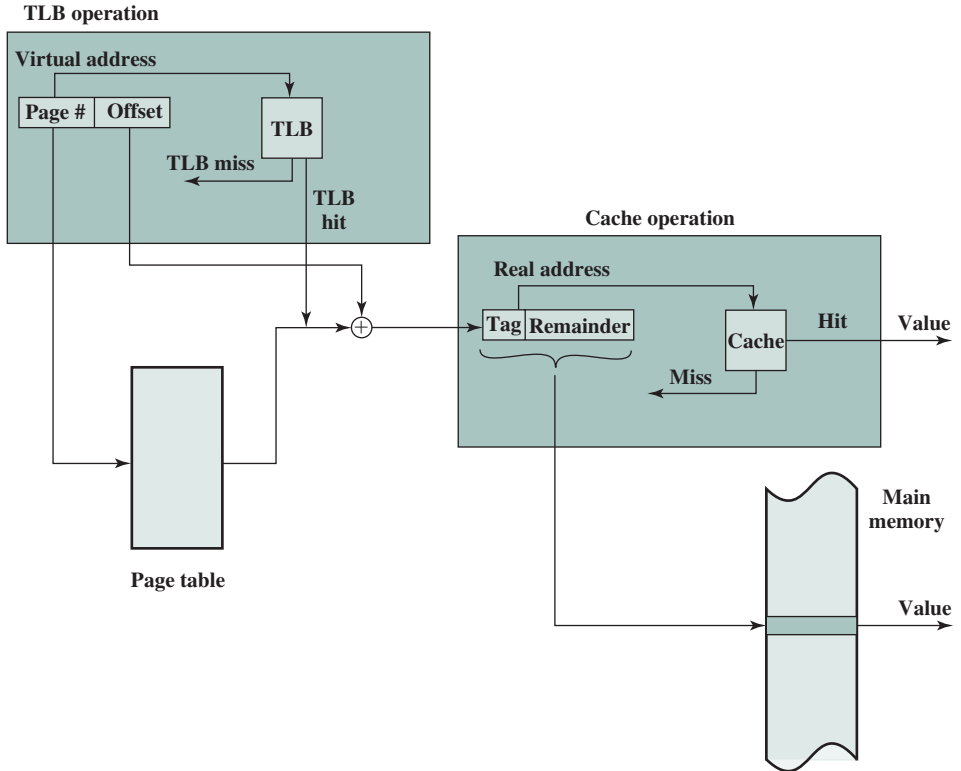 TLB operation
Virtual address
Page # Offset
TLB
TLB miss
TLB
hit
Cache operation
Real address
Tag Remainder
Cache
Hit
Value
Miss
Page table
Main
memory
Value